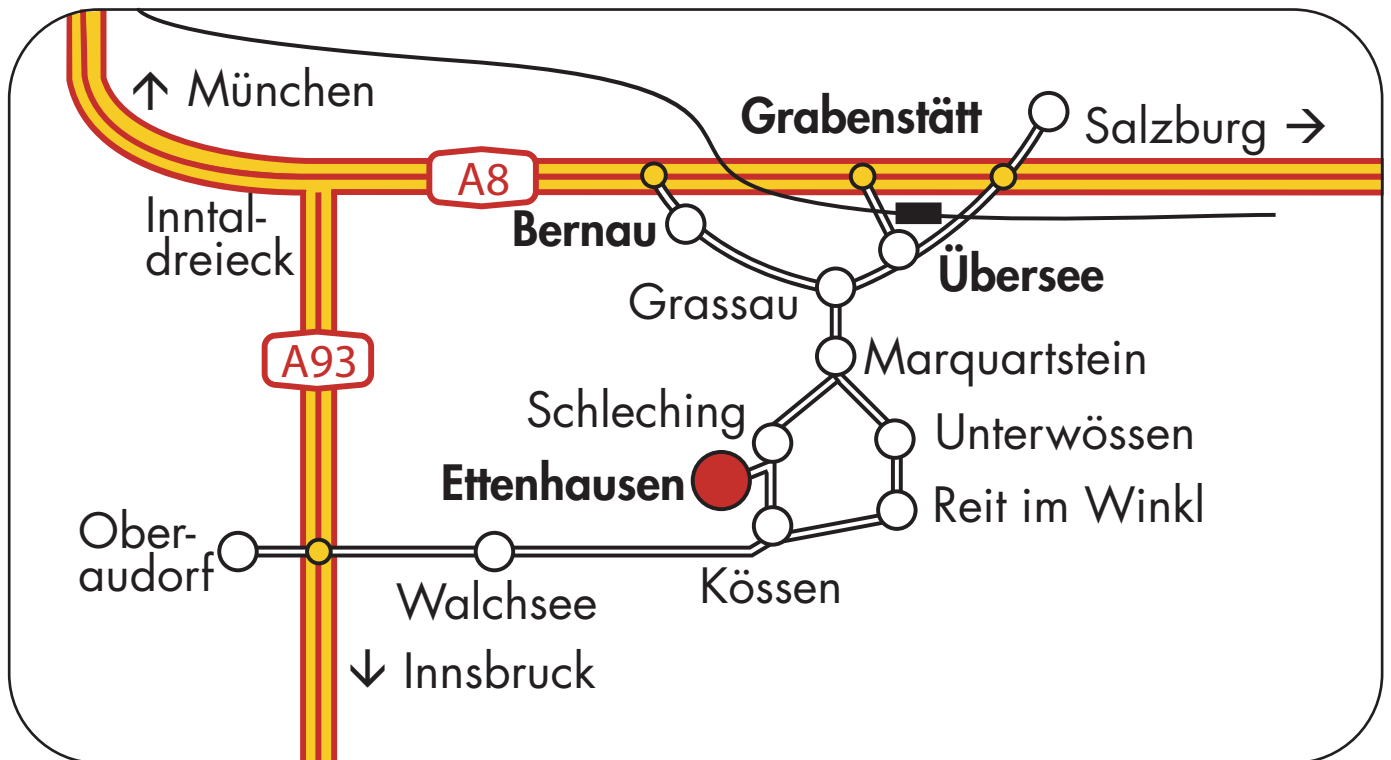 ↑ München
Grabenstätt
Salzburg →
A8
Inntal-
dreieck
Bernau
Übersee
Grassau
A93
Marquartstein
Schleching
Unterwössen
Ettenhausen
Reit im Winkl
Ober-
audorf
Walchsee
Kössen
↓ Innsbruck